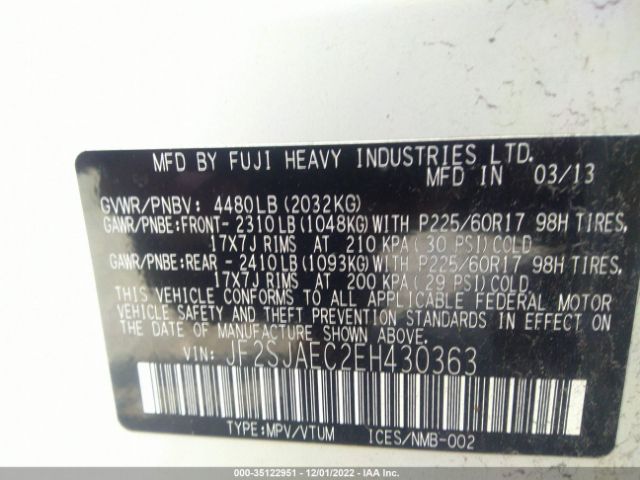 MFD BY FUJI HEAVY INDUSTRIES LTD.
MFD IN 03/13
GVWR/PNBV: 4480LB (2032KG)
GAWR/PNBE:FRONT- 2310LB (1048KG) WITH P225/60R17 98H TIRES,
17X7J RIMS AT 210 KPA (30 PSI) COLD
GAWR/PNBE:REAR - 2410LB (1093KG) WITH P225/60R17 98H TIRES,
17X7J RIMS AT 200 KPA (29 PSI) COLD
THIS VEHICLE CONFORMS TO ALL APPLICABLE FEDERAL MOTOR
VEHICLE SAFETY AND THEFT PREVENTION STANDARDS IN EFFECT ON
THE DATE OF MANUFACTURE SHOWN ABOVE.
VIN: JF2SJAEC2EH430363
TYPE:MPV/VTUM ICES/NMB-002
000-35122951 - 12/01/2022 - IAA Inc.